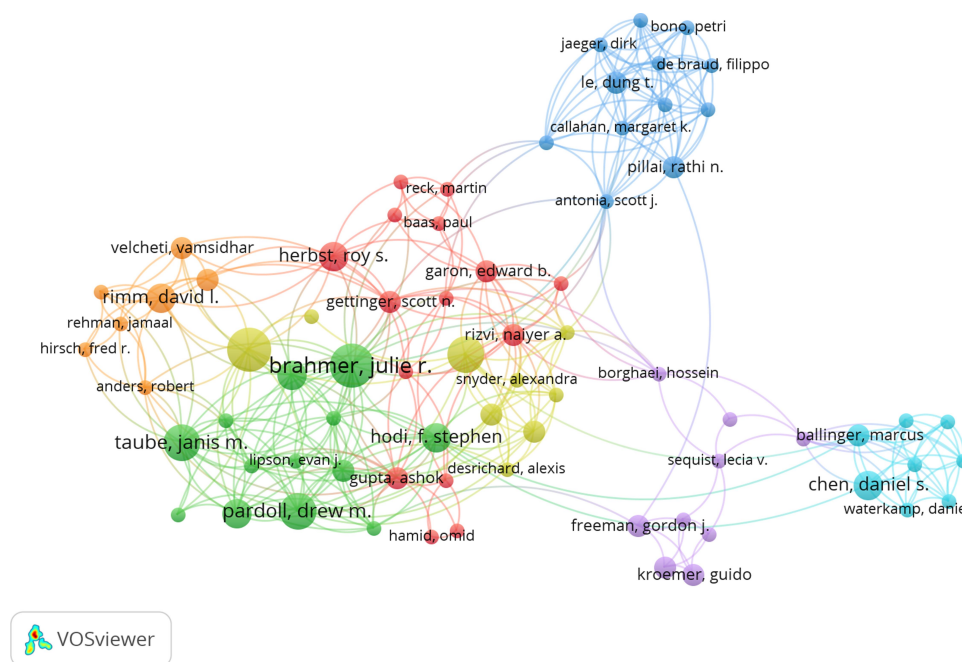 bono, petri
jaeger, dirk
de braud, filippo
le, dung t.
callahan, margaret k.
pillai, rathi n.
antonia, scott j.
reck, martin
baas, paul
velcheti, vamsidhar
herbst, roy s.
garon, edward b.
rimm, david l.
gettinger, scott n.
rehman, jamaal
rizvi, naiyer a.
hirsch, fred r.
brahmer, julie r.
borghaei, hossein
snyder, alexandra
anders, robert
taube, janis m.
hodi, f. stephen
ballinger, marcus
lipson, evan j.
sequist, lecia v.
desrichard, alexis
gupta, ashok
chen, daniel s.
waterkamp, danie
pardoll, drew m.
freeman, gordon j.
hamid, omid
kroemer, guido
VOSviewer